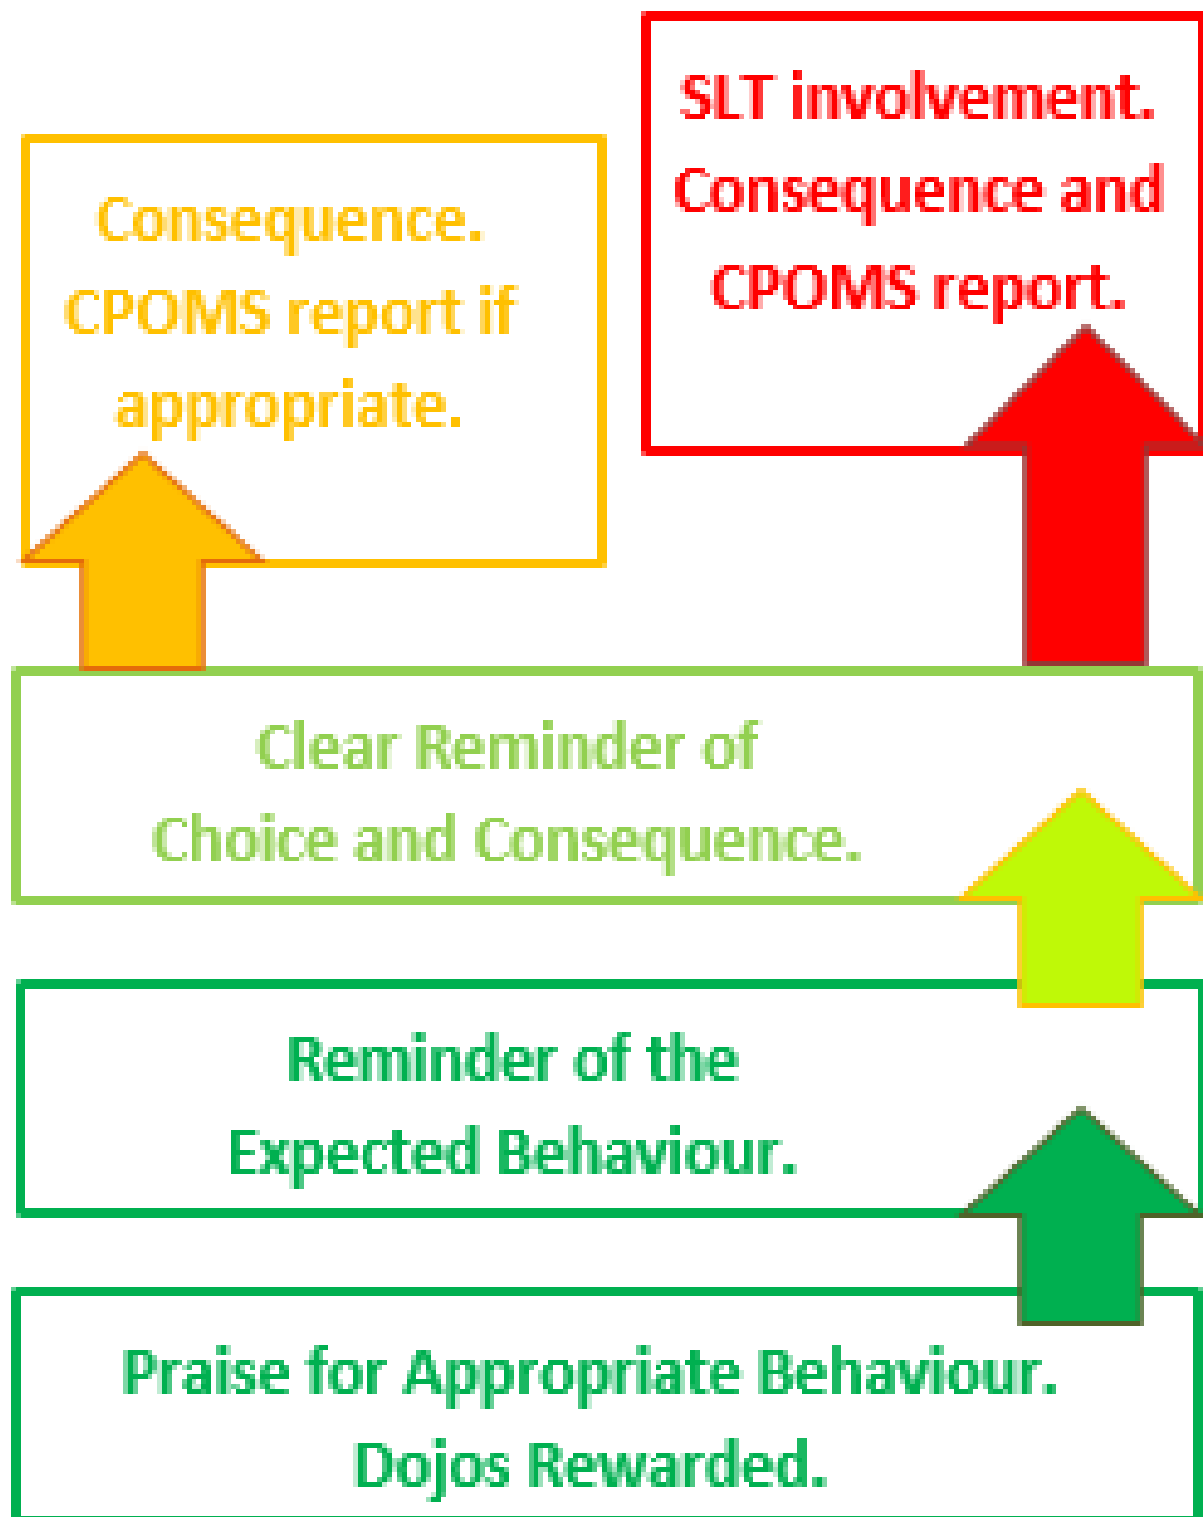 SLT involvement.
Consequence and
CPOMS report.
Consequence.
CPOMS report if
appropriate.
Clear Reminder of
Choice and Consequence.
Reminder of the
Expected Behaviour.
Praise for Appropriate Behaviour.
Dojos Rewarded.